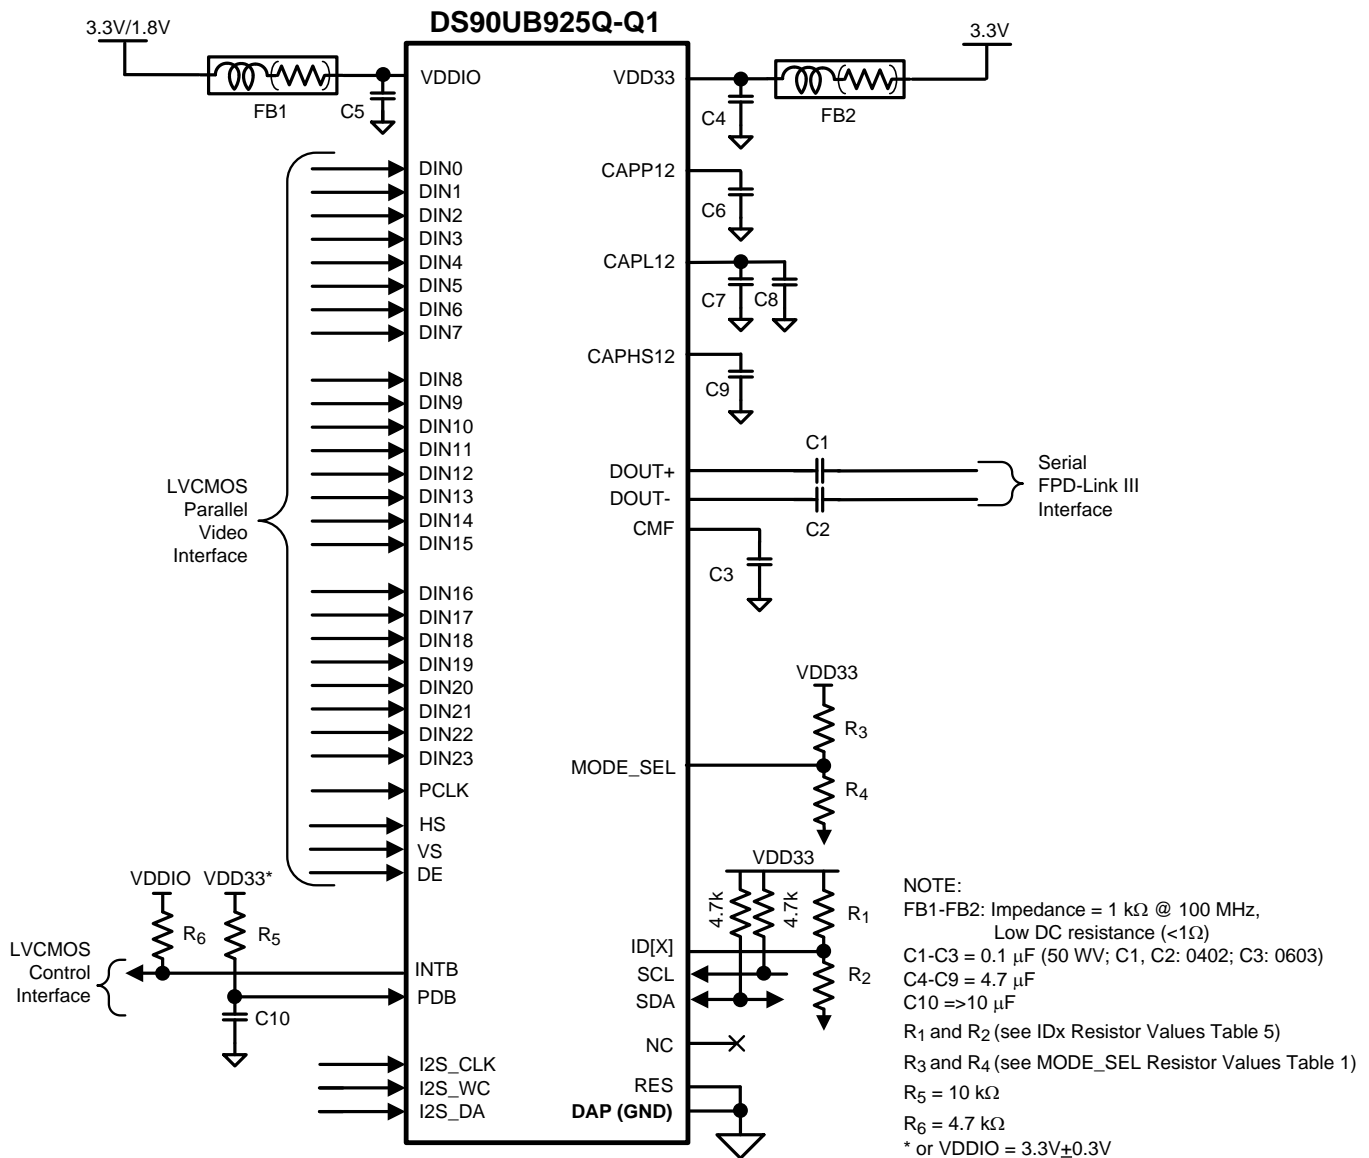 DS90UB925Q-Q1
3.3V/1.8V
FB1
C5
VDDIO
VDD33
C4
FB2
3.3V
LVCMOS
Parallel
Video
Interface
DIN0
DIN1
DIN2
DIN3
DIN4
DIN5
DIN6
DIN7
DIN8
DIN9
DIN10
DIN11
DIN12
DIN13
DIN14
DIN15
DIN16
DIN17
DIN18
DIN19
DIN20
DIN21
DIN22
DIN23
PCLK
HS
VS
DE
CAPP12
C6
CAPL12
C7
C8
CAPHS12
C9
DOUT+
DOUT-
C1
C2
Serial
FPD-Link III
Interface
CMF
C3
VDD33
R3
MODE_SEL
R4
VDD33
4.7k
4.7k
R1
ID[X]
R2
SCL
SDA
NC
RES
DAP (GND)
VDDIO
VDD33*
R6
R5
LVCMOS
Control
Interface
INTB
PDB
C10
I2S_CLK
I2S_WC
I2S_DA
NOTE:
FB1-FB2: Impedance = 1 kΩ @ 100 MHz,
Low DC resistance (<1Ω)
C1-C3 = 0.1 μF (50 WV; C1, C2: 0402; C3: 0603)
C4-C9 = 4.7 μF
C10 =>10 μF
R1 and R2 (see IDx Resistor Values Table 5)
R3 and R4 (see MODE_SEL Resistor Values Table 1)
R5 = 10 kΩ
R6 = 4.7 kΩ
* or VDDIO = 3.3V±0.3V